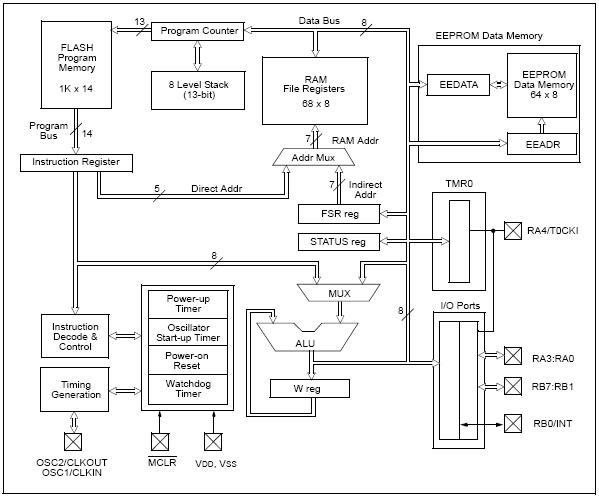 13
Data Bus
8
FLASH
Program
Memory
1K x 14
Program Counter
8 Level Stack
(13-bit)
RAM
File Registers
68 x 8
EEPROM Data Memory
EEDATA
EEPROM
Data Memory
64 x 8
EEADR
Program
Bus
14
7
RAM Addr
Instruction Register
Addr Mux
5
Direct Addr
7
Indirect
Addr
FSR reg
STATUS reg
TMR0
RA4/T0CKI
8
MUX
8
I/O Ports
Power-up
Timer
Instruction
Decode &
Control
Oscillator
Start-up Timer
ALU
Power-on
Reset
RA3:RA0
Timing
Generation
Watchdog
Timer
W reg
RB7:RB1
RB0/INT
OSC2/CLKOUT
OSC1/CLKIN
MCLR
VDD, VSS